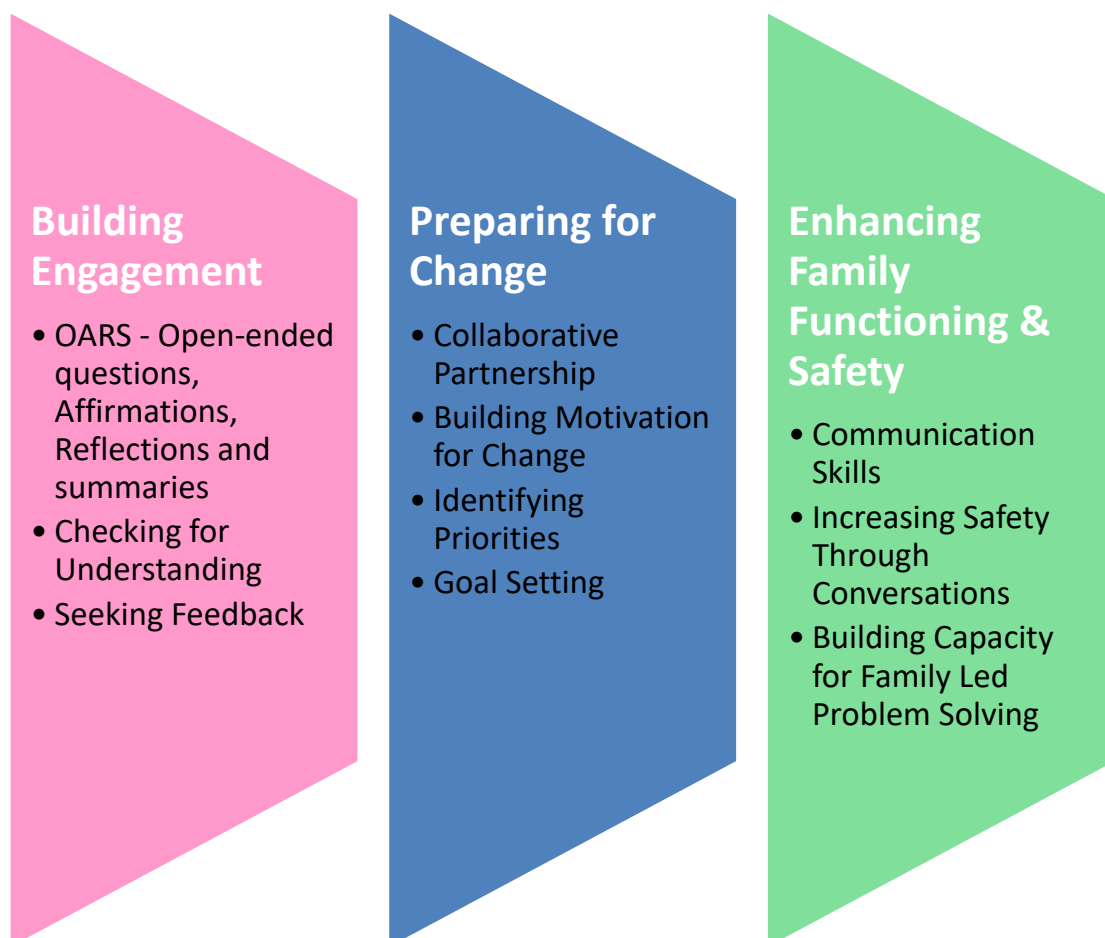 Building
Engagement
• OARS - Open-ended
questions,
Affirmations,
Reflections and
summaries
• Checking for
Understanding
• Seeking Feedback
Preparing for
Change
• Collaborative
Partnership
• Building Motivation
for Change
• Identifying
Priorities
• Goal Setting
Enhancing
Family
Functioning &
Safety
• Communication
Skills
• Increasing Safety
Through
Conversations
• Building Capacity
for Family Led
Problem Solving